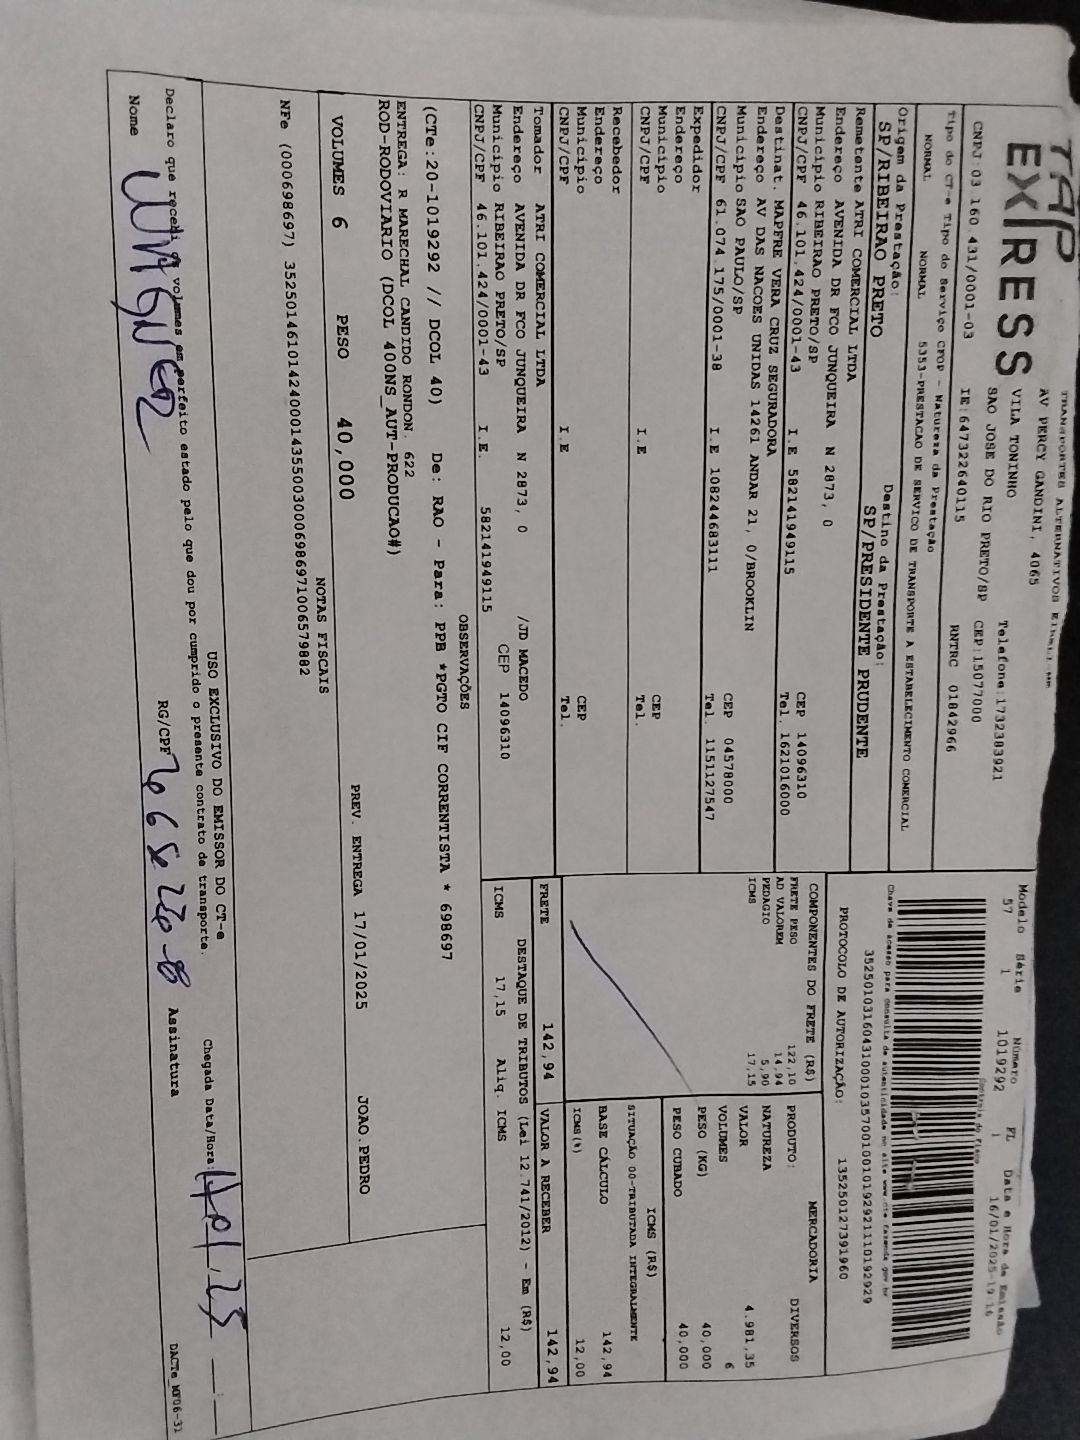 TAP
EXPRESS
TRANSPORTES ALTERNATIVOS
AV PERCY GANDINI, 4065
VILA TONINHO Telefone:1732383921
SAO JOSE DO RIO PRETO/SP CEP:15077000
CNPJ:03.160.431/0001-03 IE:647322640115 RNTRC 01842966
Modelo Série Número FL Data e Hora de Emissão
57 1 1019292 1 16/01/2025-19:16
Controle do Fisco
Chave de acesso para consulta de autenticidade no site www.cte.fazenda.gov.br
35250103160431000103570010010192921110192929
PROTOCOLO DE AUTORIZAÇÃO: 135250127391960
Tipo do CT-e Tipo do Serviço CFOP - Natureza da Prestação
NORMAL NORMAL 5353-PRESTACAO DE SERVICO DE TRANSPORTE A ESTABELECIMENTO COMERCIAL
Origem da Prestação: Destino da Prestação:
SP/RIBEIRAO PRETO SP/PRESIDENTE PRUDENTE
Remetente ATRI COMERCIAL LTDA
Endereço AVENIDA DR FCO JUNQUEIRA N 2873, 0
Município RIBEIRAO PRETO/SP CEP 14096310
CNPJ/CPF 46.101.424/0001-43 I.E 582141949115 Tel. 1621016000
Destinat. MAPFRE VERA CRUZ SEGURADORA
Endereço AV DAS NACOES UNIDAS 14261 ANDAR 21, 0/BROOKLIN
Município SAO PAULO/SP CEP 04578000
CNPJ/CPF 61.074.175/0001-38 I.E 108244683111 Tel. 1151127547
Expedidor
Endereço
Município CEP
CNPJ/CPF I.E Tel.
Recebedor
Endereço
Município CEP
CNPJ/CPF I.E Tel.
Tomador ATRI COMERCIAL LTDA
Endereço AVENIDA DR FCO JUNQUEIRA N 2873, 0 /JD MACEDO
Município RIBEIRAO PRETO/SP CEP 14096310
CNPJ/CPF 46.101.424/0001-43 I.E. 582141949115
COMPONENTES DO FRETE (R$)
FRETE PESO 122,10
AD VALOREM 14,94
PEDAGIO 5,90
ICMS 17,15
MERCADORIA
PRODUTO: DIVERSOS
NATUREZA
VALOR 4.981,35
VOLUMES 6
PESO (KG) 40,000
PESO CUBADO 40,000
ICMS (R$)
SITUAÇÃO 00-TRIBUTADA INTEGRALMENTE
BASE CÁLCULO 142,94
ICMS(%) 12,00
FRETE 142,94 VALOR A RECEBER 142,94
DESTAQUE DE TRIBUTOS (Lei 12.741/2012) - Em (R$)
ICMS 17,15 Aliq. ICMS 12,00
OBSERVAÇÕES
(CTe:20-1019292 // DCOL 40) De: RAO - Para: PPB *PGTO CIF CORRENTISTA * 698697
ENTREGA: R MARECHAL CANDIDO RONDON. 622
ROD-RODOVIARIO (DCOL 400NS_AUT-PRODUCAO#)
VOLUMES 6 PESO 40,000 PREV. ENTREGA 17/01/2025 JOAO.PEDRO
NOTAS FISCAIS
NFe (000698697) 35250146101424000143550030006986971006579882
USO EXCLUSIVO DO EMISSOR DO CT-e
Declaro que recebi os volumes em perfeito estado pelo que dou por cumprido o presente contrato de transporte.
Chegada Data/Hora:
Nome WAGNER RG/CPF Assinatura
DACTe_MF06-31